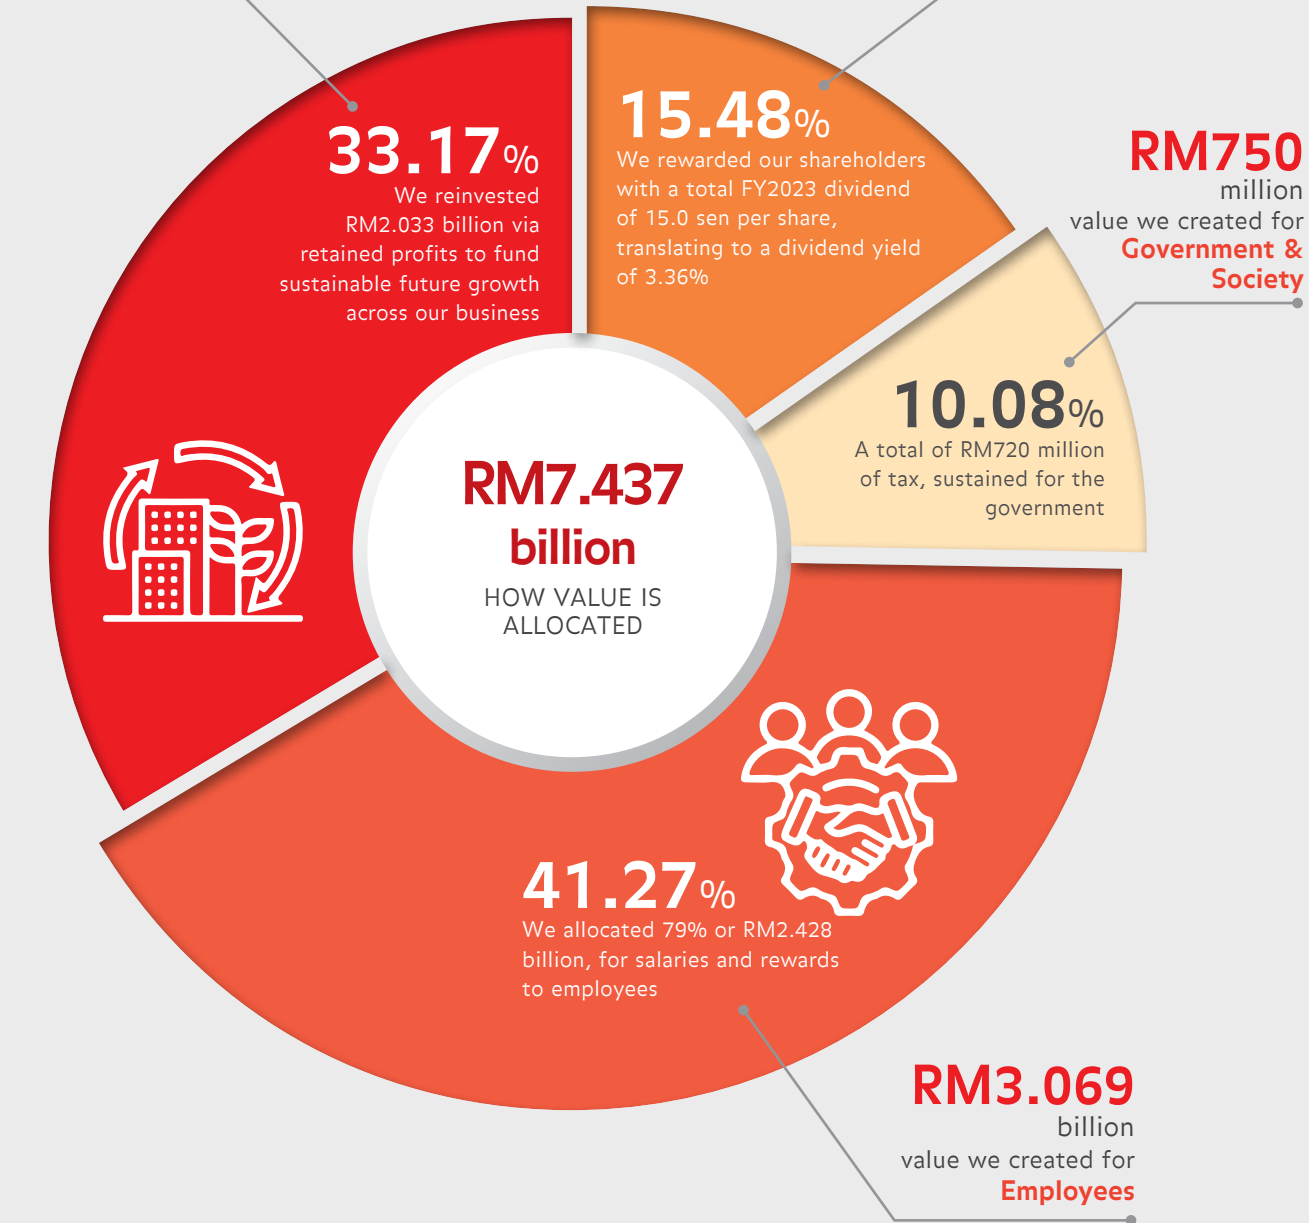 33.17%
We reinvested
RM2.033 billion via
retained profits to fund
sustainable future growth
across our business
15.48%
We rewarded our shareholders
with a total FY2023 dividend
of 15.0 sen per share,
translating to a dividend yield
of 3.36%
RM750
million
value we created for
Government &
Society
10.08%
A total of RM720 million
of tax, sustained for the
government
RM7.437
billion
HOW VALUE IS
ALLOCATED
41.27%
We allocated 79% or RM2.428
billion, for salaries and rewards
to employees
RM3.069
billion
value we created for
Employees